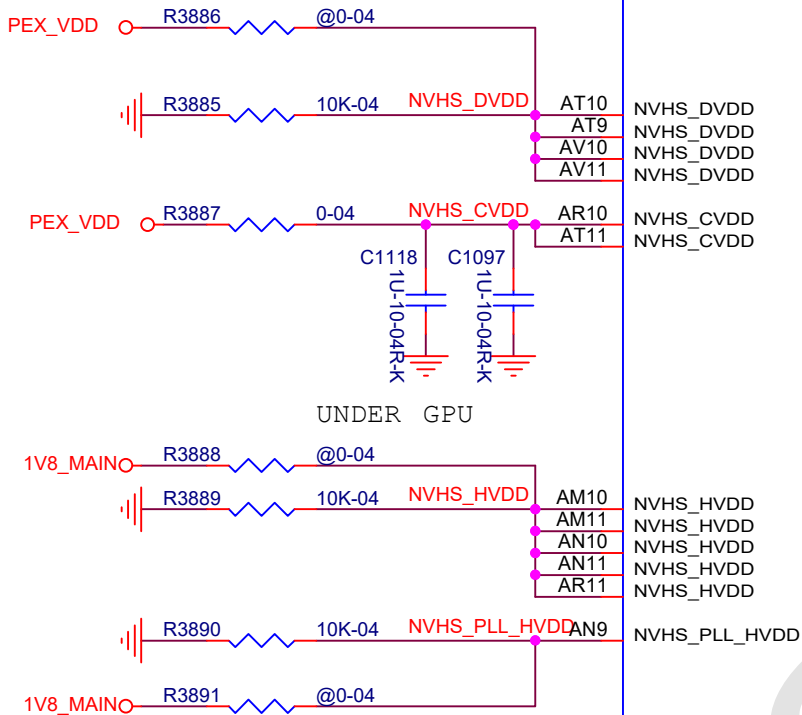 PEX_VDD R3886 @0-04
R3885 10K-04 NVHS_DVDD AT10 NVHS_DVDD
AT9 NVHS_DVDD
AV10 NVHS_DVDD
AV11 NVHS_DVDD
PEX_VDD R3887 0-04 NVHS_CVDD AR10 NVHS_CVDD
AT11 NVHS_CVDD
C1118 C1097
1U-10-04R-K 1U-10-04R-K
UNDER GPU
1V8_MAIN R3888 @0-04
R3889 10K-04 NVHS_HVDD AM10 NVHS_HVDD
AM11 NVHS_HVDD
AN10 NVHS_HVDD
AN11 NVHS_HVDD
AR11 NVHS_HVDD
R3890 10K-04 NVHS_PLL_HVDD AN9 NVHS_PLL_HVDD
1V8_MAIN R3891 @0-04